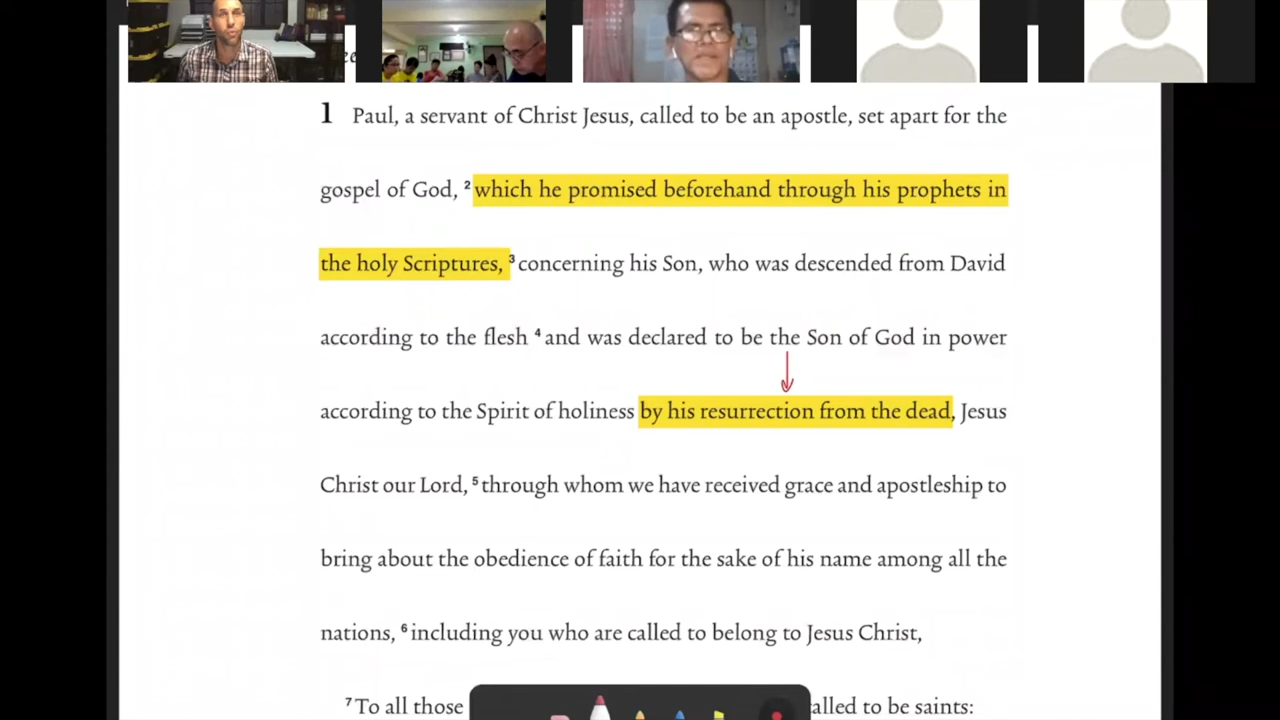 1 Paul, a servant of Christ Jesus, called to be an apostle, set apart for the
gospel of God, ² which he promised beforehand through his prophets in
the holy Scriptures, ³ concerning his Son, who was descended from David
according to the flesh ⁴ and was declared to be the Son of God in power
according to the Spirit of holiness by his resurrection from the dead, Jesus
Christ our Lord, ⁵ through whom we have received grace and apostleship to
bring about the obedience of faith for the sake of his name among all the
nations, ⁶ including you who are called to belong to Jesus Christ,
⁷ To all those alled to be saints: